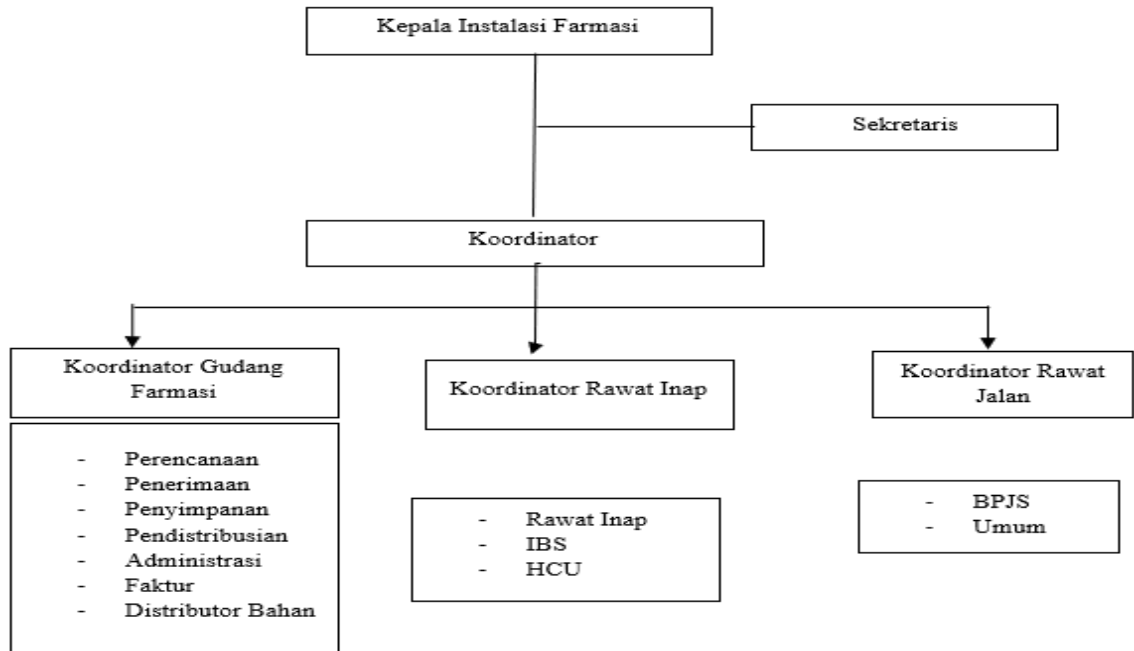 Kepala Instalasi Farmasi
Sekretaris
Koordinator
Koordinator Gudang
Farmasi
- Perencanaan
- Penerimaan
- Penyimpanan
- Pendistribusian
- Administrasi
- Faktur
- Distributor Bahan
Koordinator Rawat Inap
- Rawat Inap
- IBS
- HCU
Koordinator Rawat
Jalan
- BPJS
- Umum